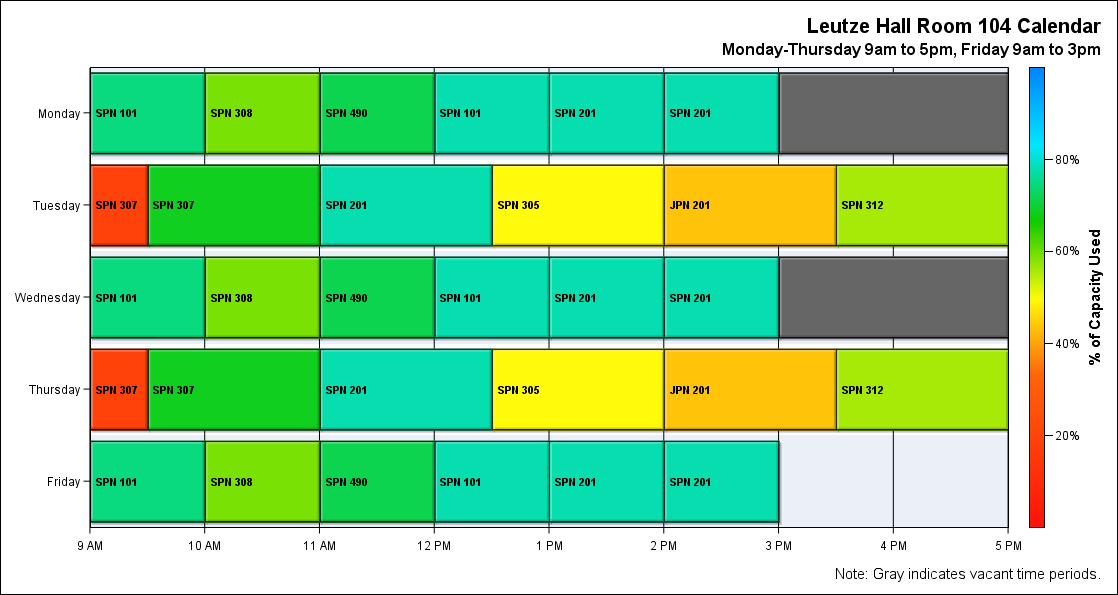 Leutze Hall Room 104 Calendar
Monday-Thursday 9am to 5pm, Friday 9am to 3pm
Monday
SPN 101 SPN 308 SPN 490 SPN 101 SPN 201 SPN 201
Tuesday
SPN 307 SPN 307 SPN 201 SPN 305 JPN 201 SPN 312
Wednesday
SPN 101 SPN 308 SPN 490 SPN 101 SPN 201 SPN 201
Thursday
SPN 307 SPN 307 SPN 201 SPN 305 JPN 201 SPN 312
Friday
SPN 101 SPN 308 SPN 490 SPN 101 SPN 201 SPN 201
9 AM 10 AM 11 AM 12 PM 1 PM 2 PM 3 PM 4 PM 5 PM
80%
60%
40%
20%
% of Capacity Used
Note: Gray indicates vacant time periods.